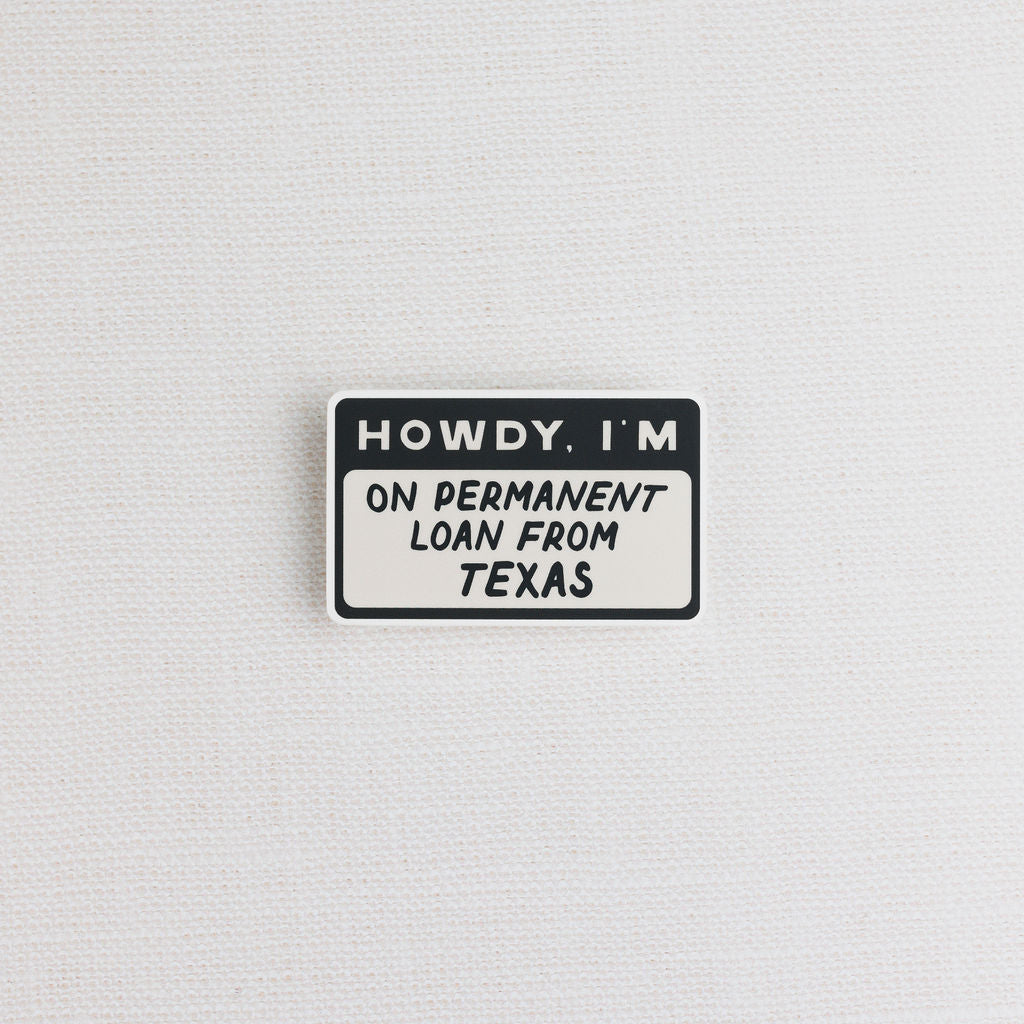 HOWDY, I'M
ON PERMANENT
LOAN FROM
TEXAS